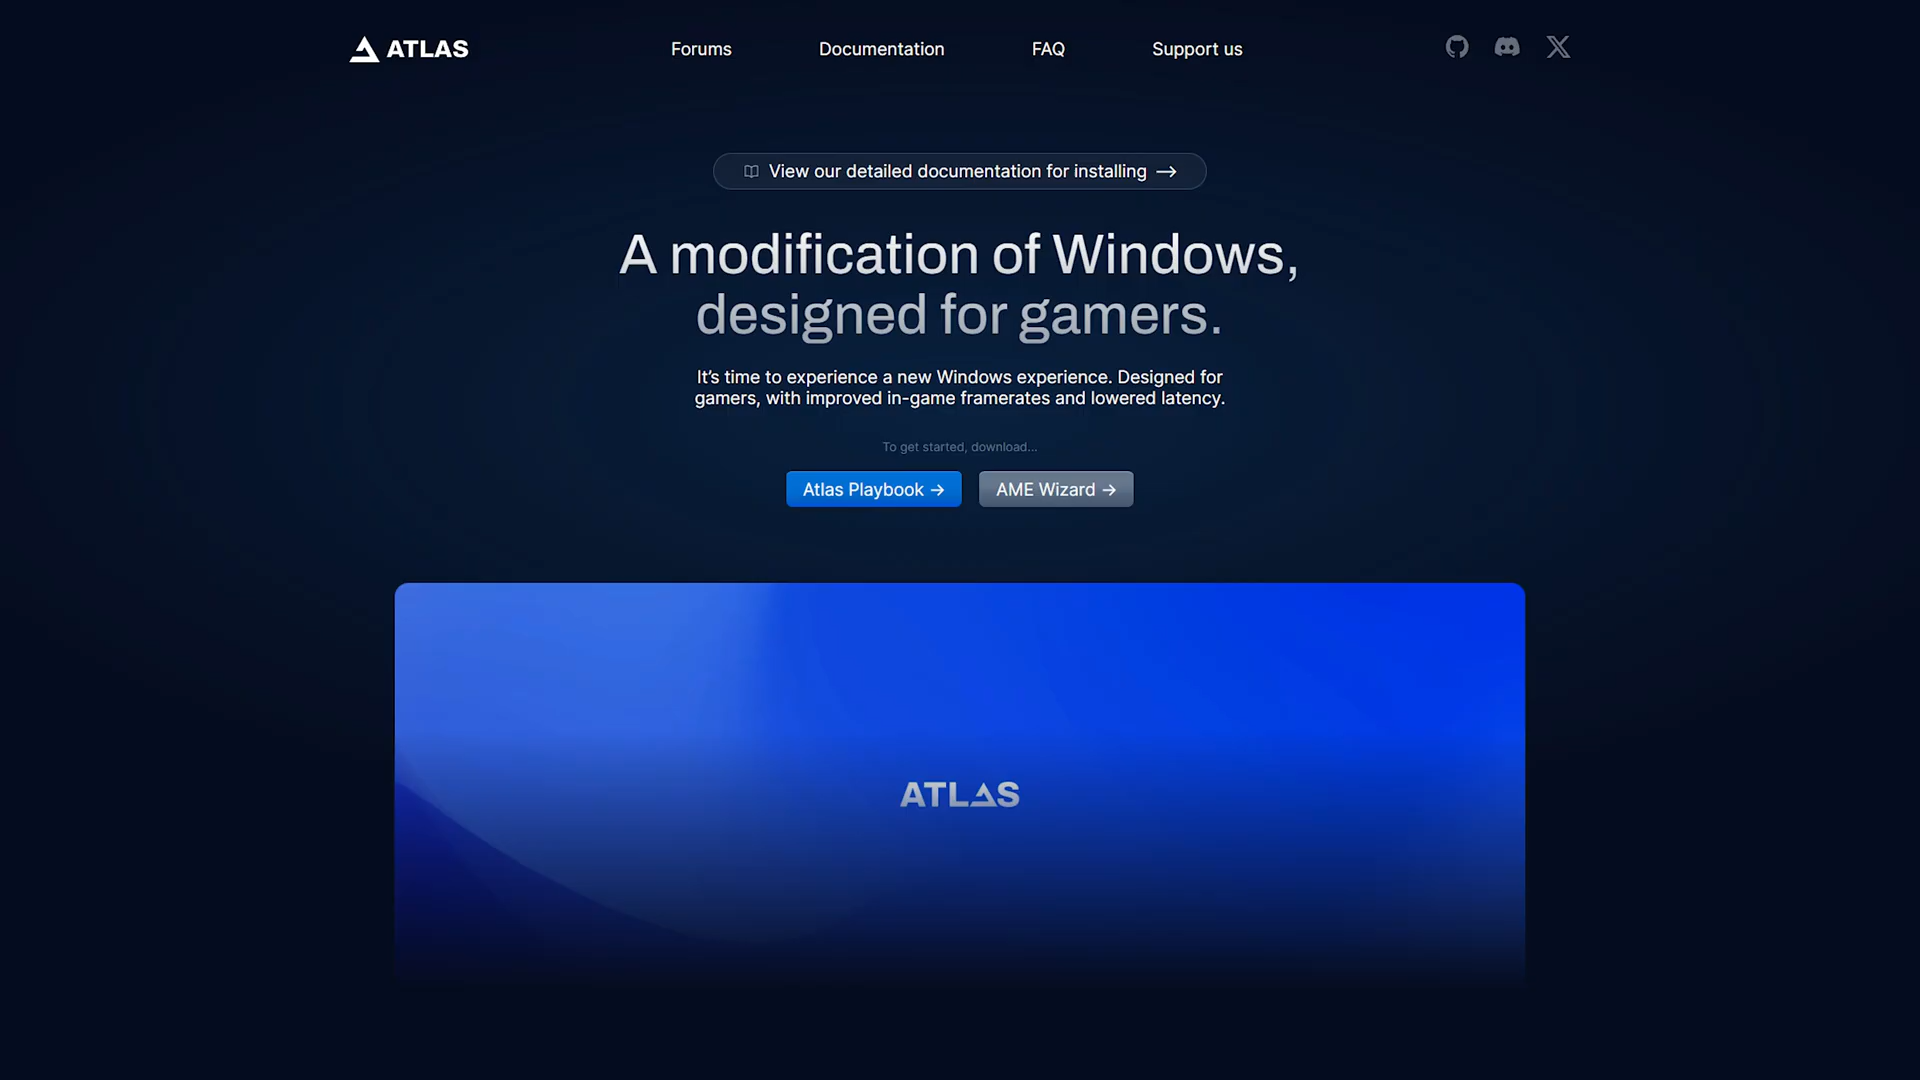 ATLAS
Forums
Documentation
FAQ
Support us
View our detailed documentation for installing →
A modification of Windows,
designed for gamers.
It’s time to experience a new Windows experience. Designed for
gamers, with improved in-game framerates and lowered latency.
To get started, download...
Atlas Playbook →
AME Wizard →
ATLAS